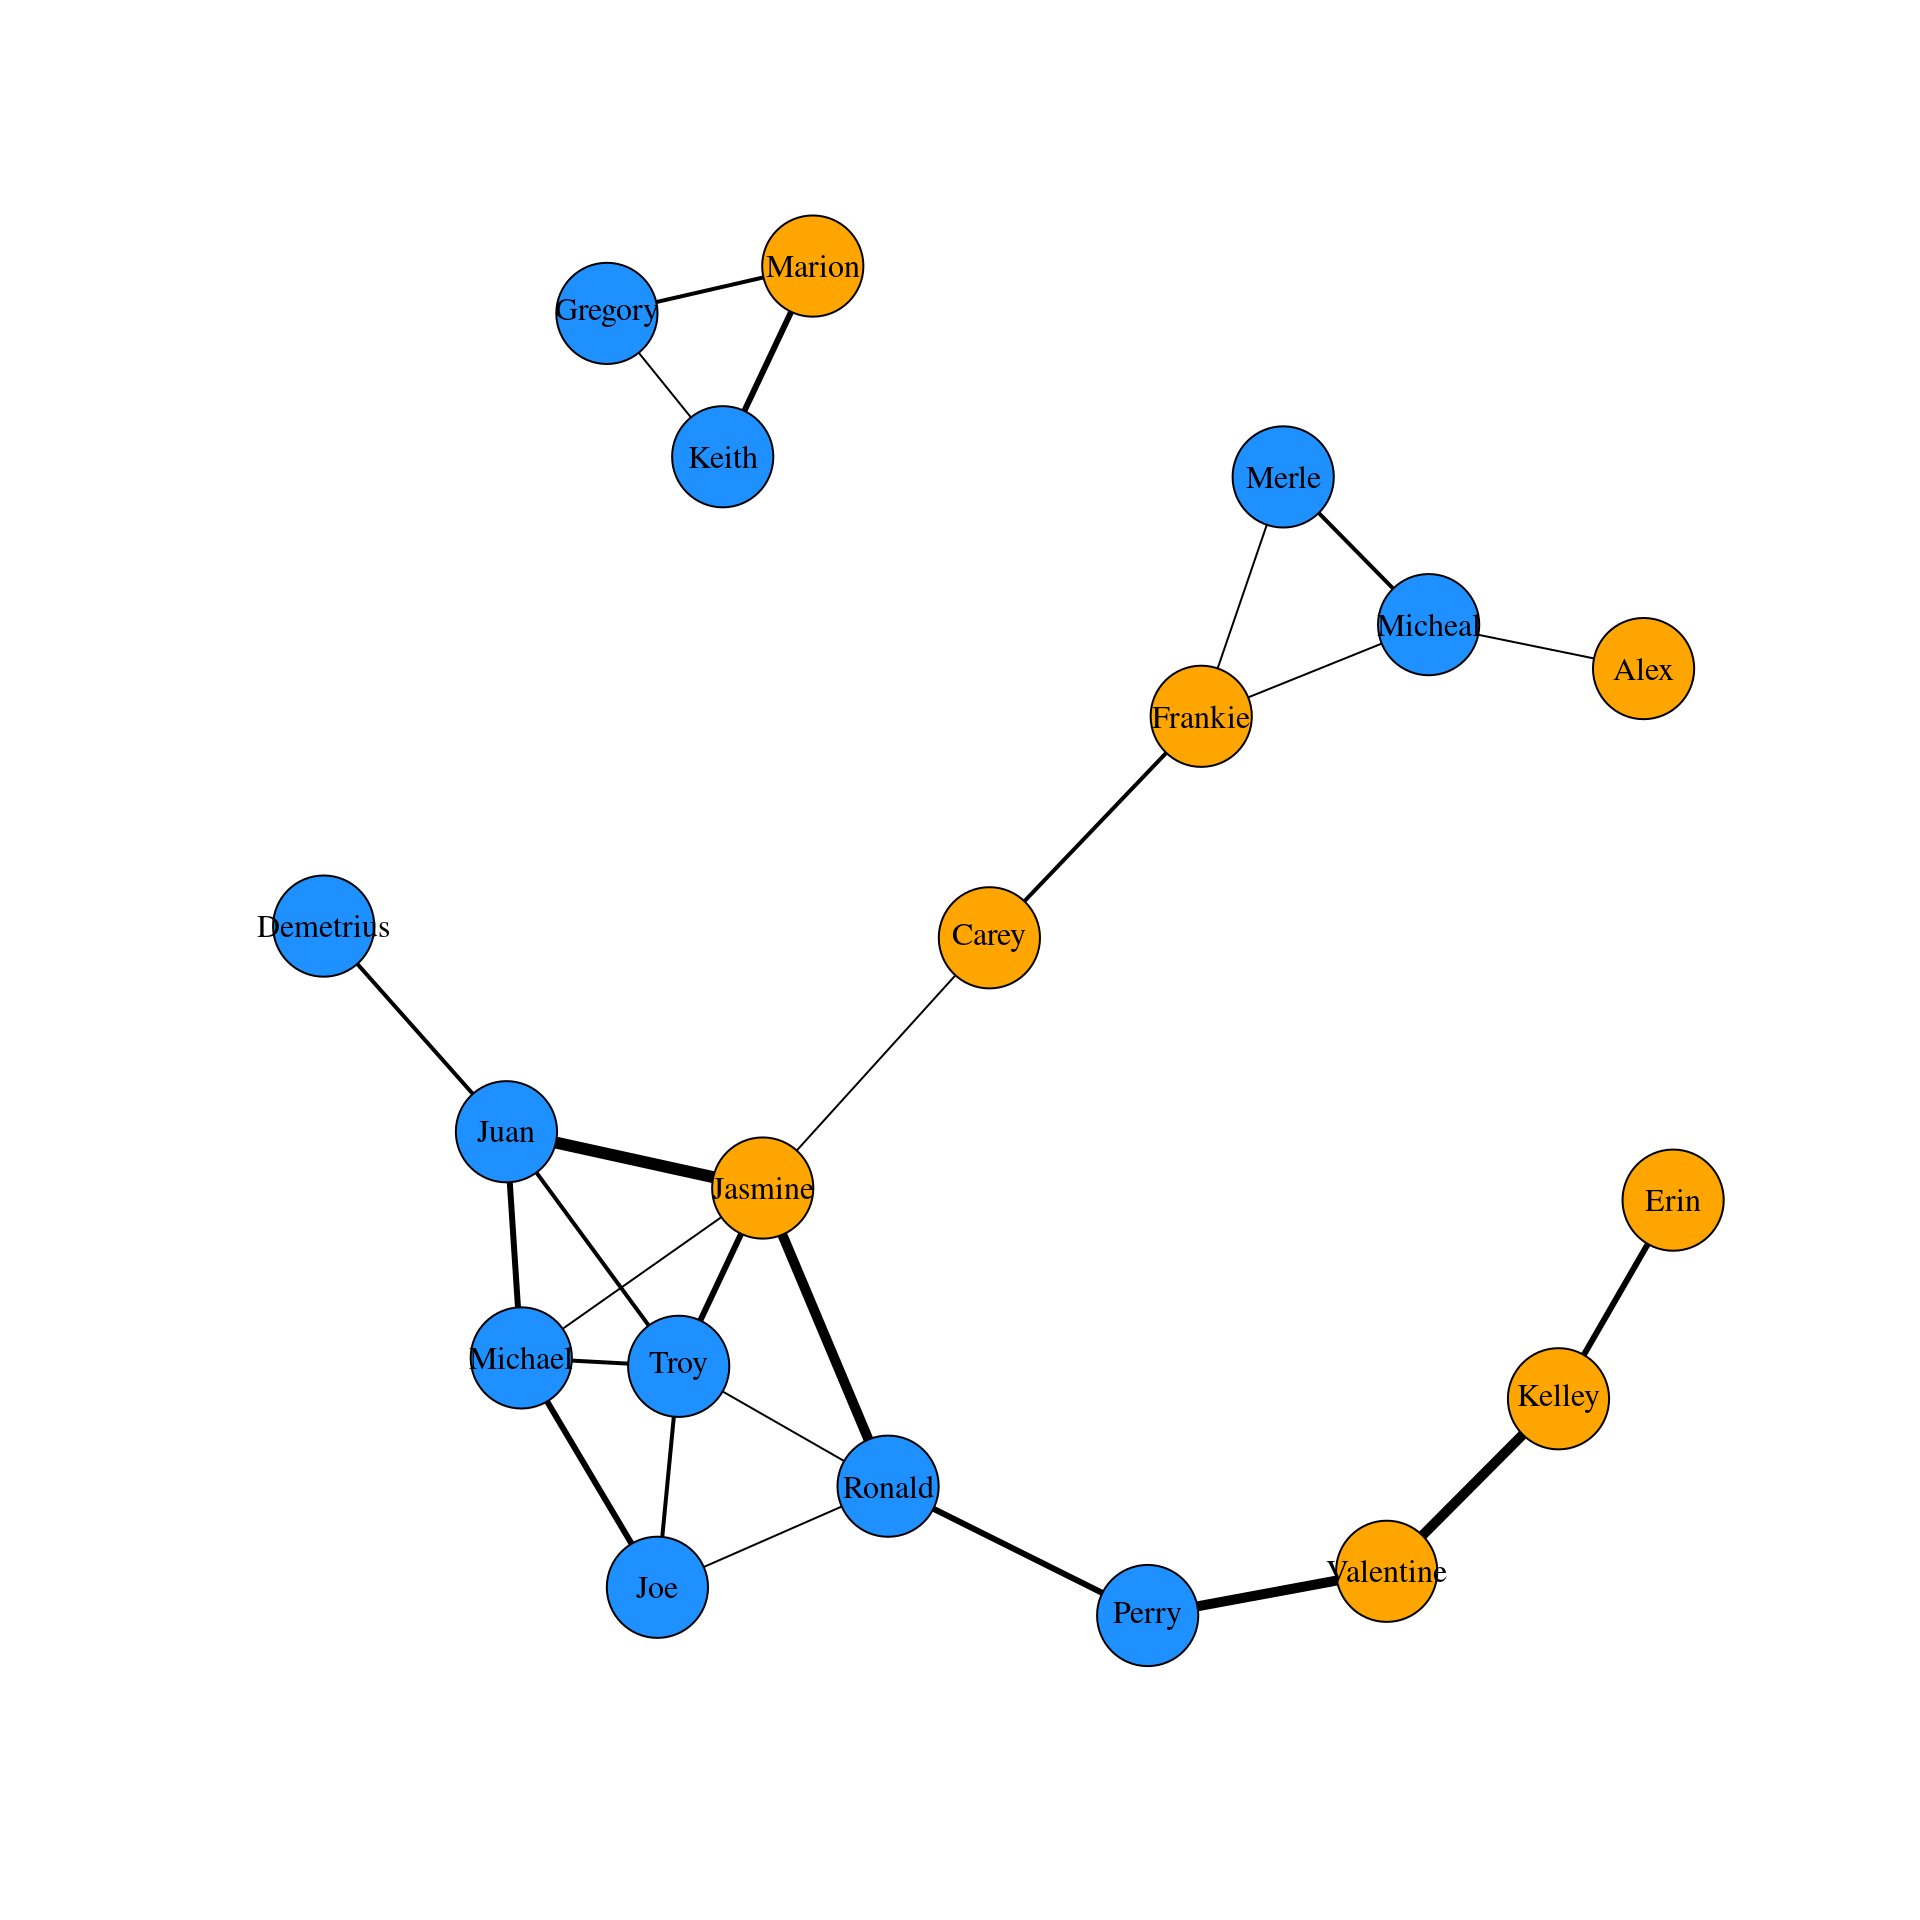 Marion
Gregory
Keith
Merle
Micheal
Alex
Frankie
Demetrius
Carey
Juan
Jasmine
Erin
Michael
Troy
Kelley
Ronald
Valentine
Joe
Perry